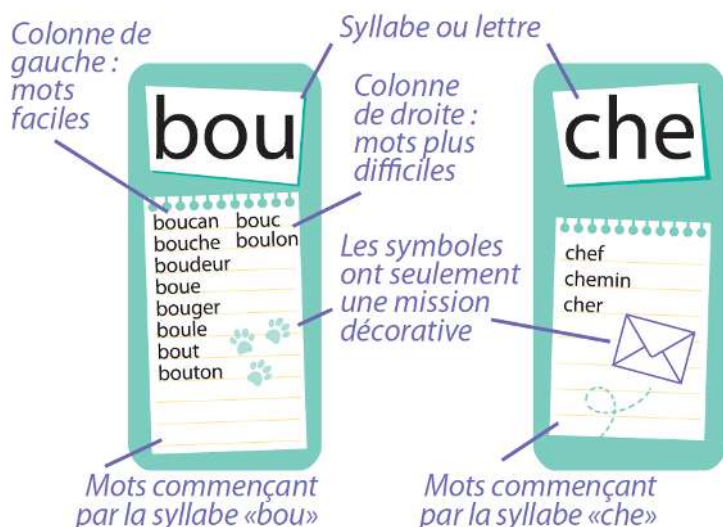 Colonne de
gauche :
mots
faciles
Syllabe ou lettre
Colonne
de droite :
mots plus
difficiles
bou
boucan bouc
bouche boulon
boudeur
boue
bouger
boule
bout
bouton
Les symboles
ont seulement
une mission
décorative
che
chef
chemin
cher
Mots commençant
par la syllabe «bou»
Mots commençant
par la syllabe «che»